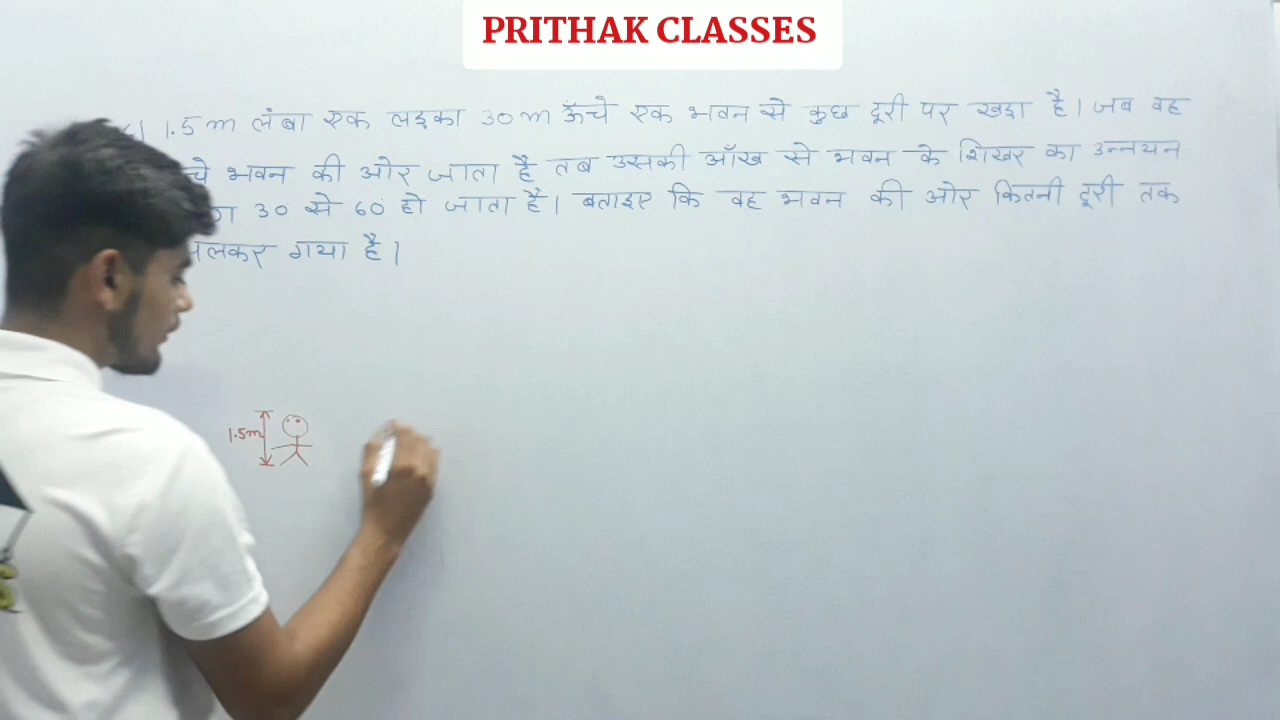 PRITHAK CLASSES
1.5 m लंबा एक लड़का 30 m ऊँचे एक भवन से कुछ दूरी पर खड़ा है। जब वह
चे भवन की ओर जाता है तब उसकी आँख से भवन के शिखर का उन्नयन
30 से 60 हो जाता है। बताइए कि वह भवन की ओर कितनी दूरी तक
लकर गया है।
1.5m